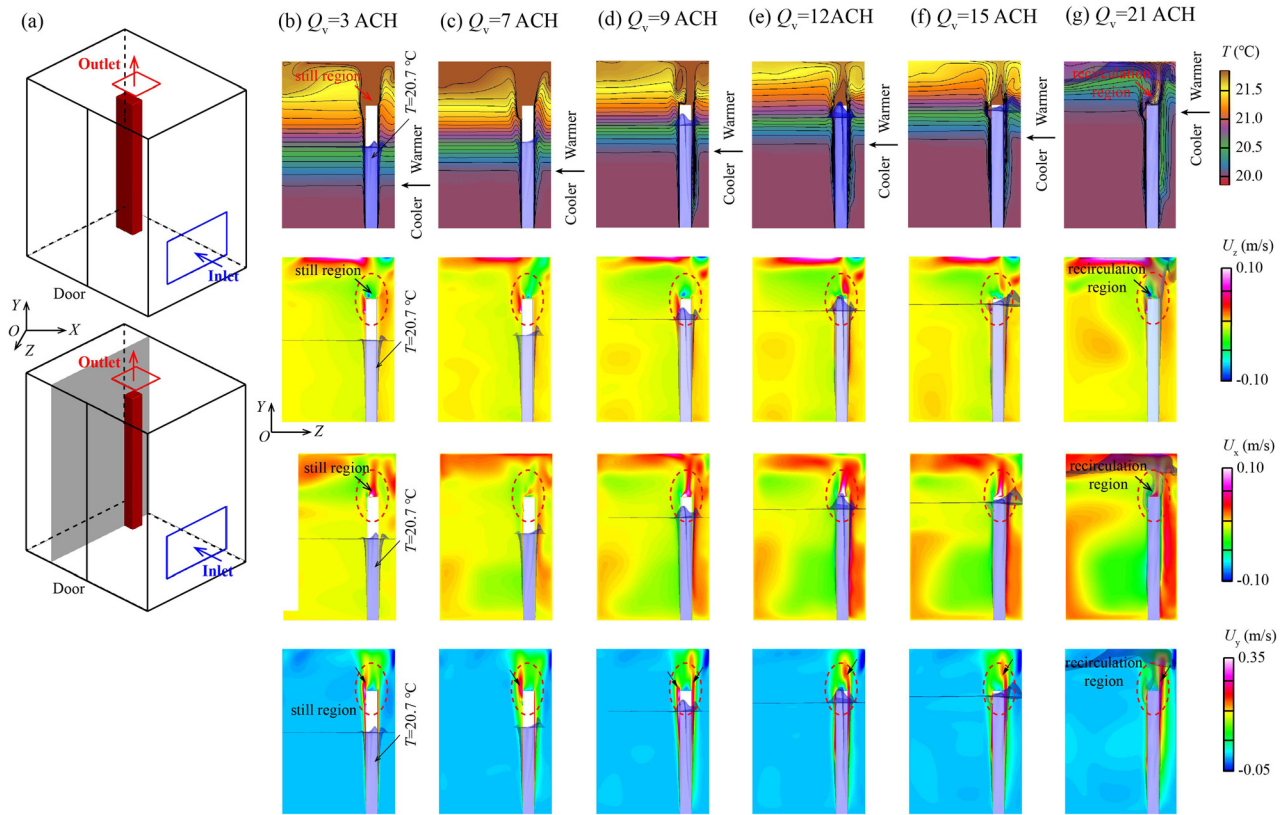 (a)
(b) Qv=3 ACH
(c) Qv=7 ACH
(d) Qv=9 ACH
(e) Qv=12ACH
(f) Qv=15 ACH
(g) Qv=21 ACH
Outlet
Inlet
Door
Y
O
X
Z
Outlet
Inlet
Door
still region
T=20.7 °C
Cooler
Warmer
Cooler
Warmer
Cooler
Warmer
Cooler
Warmer
Cooler
Warmer
recirculation
region
Cooler
Warmer
T (°C)
21.5
21.0
20.5
20.0
still region
T=20.7 °C
recirculation
region
Uz (m/s)
0.10
-0.10
Y
O
Z
still region
T=20.7 °C
recirculation
region
Ux (m/s)
0.10
-0.10
still region
T=20.7 °C
recirculation
region
Uy (m/s)
0.35
-0.05